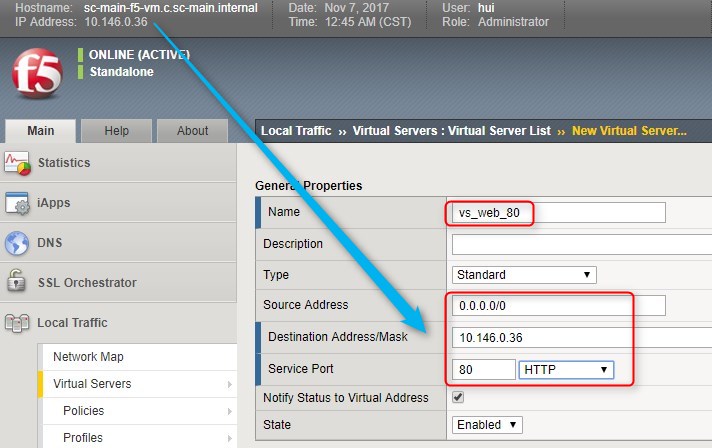 Hostname: sc-main-f5-vm.c.sc-main.internal Date: Nov 7, 2017 User: hui
IP Address: 10.146.0.36 Time: 12:45 AM (CST) Role: Administrator
f5
ONLINE (ACTIVE)
Standalone
Main Help About
Local Traffic ›› Virtual Servers : Virtual Server List ›› New Virtual Server...
Statistics
iApps
DNS
SSL Orchestrator
Local Traffic
Network Map
Virtual Servers
Policies
Profiles
General Properties
Name vs_web_80
Description
Type Standard
Source Address 0.0.0.0/0
Destination Address/Mask 10.146.0.36
Service Port 80 HTTP
Notify Status to Virtual Address
State Enabled